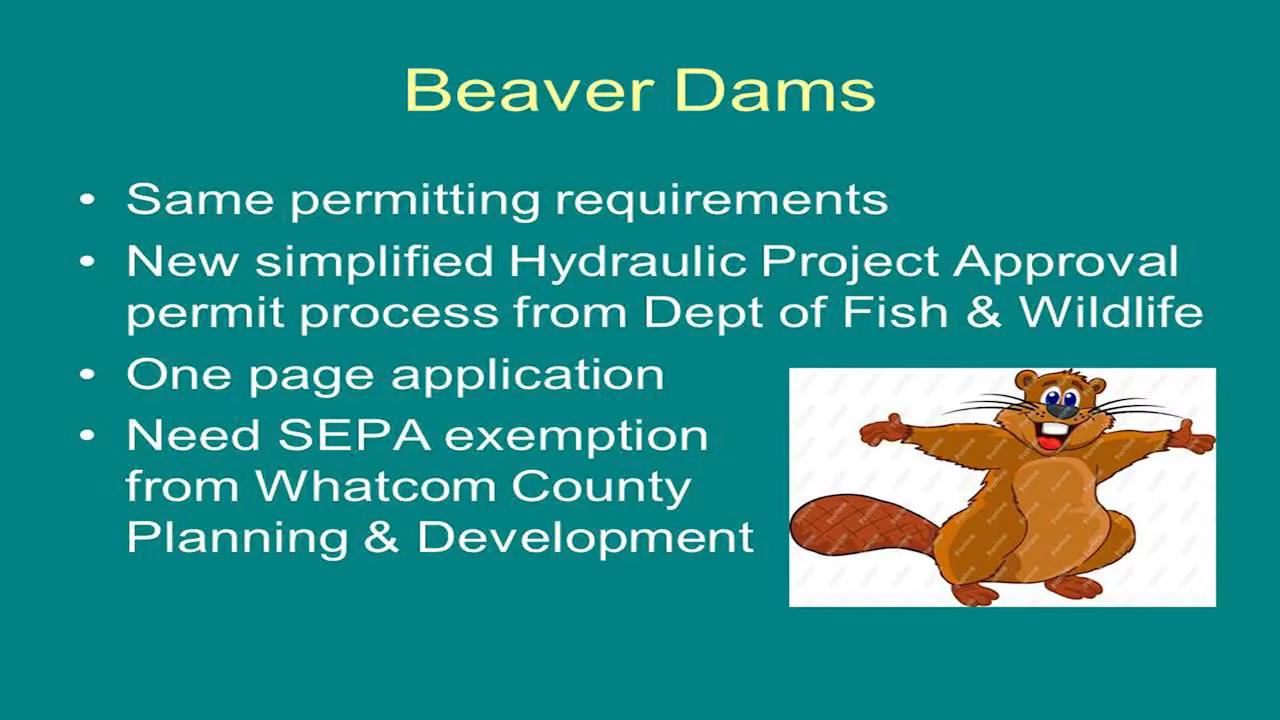 Beaver Dams
• Same permitting requirements
• New simplified Hydraulic Project Approval
permit process from Dept of Fish & Wildlife
• One page application
• Need SEPA exemption
from Whatcom County
Planning & Development